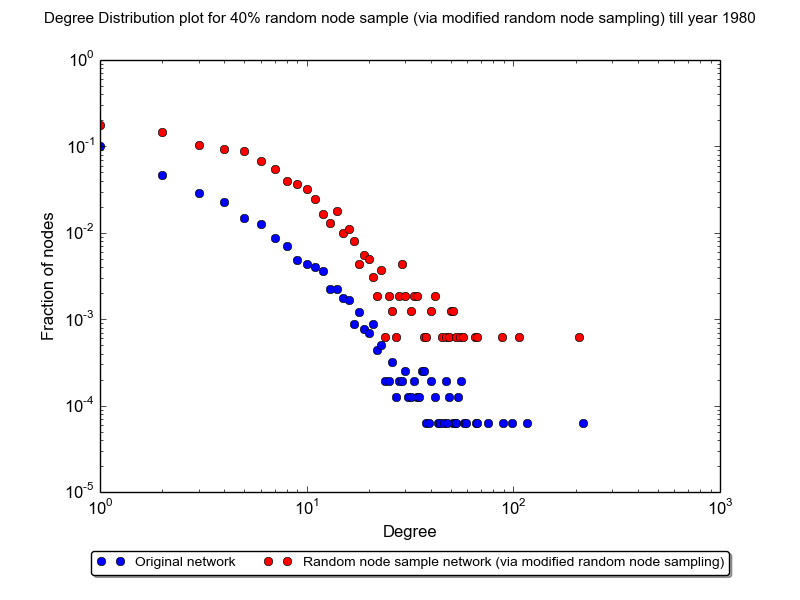 Degree Distribution plot for 40% random node sample (via modified random node sampling) till year 1980
10^0
10^-1
10^-2
10^-3
10^-4
10^-5
Fraction of nodes
10^0 10^1 10^2 10^3
Degree
Original network Random node sample network (via modified random node sampling)